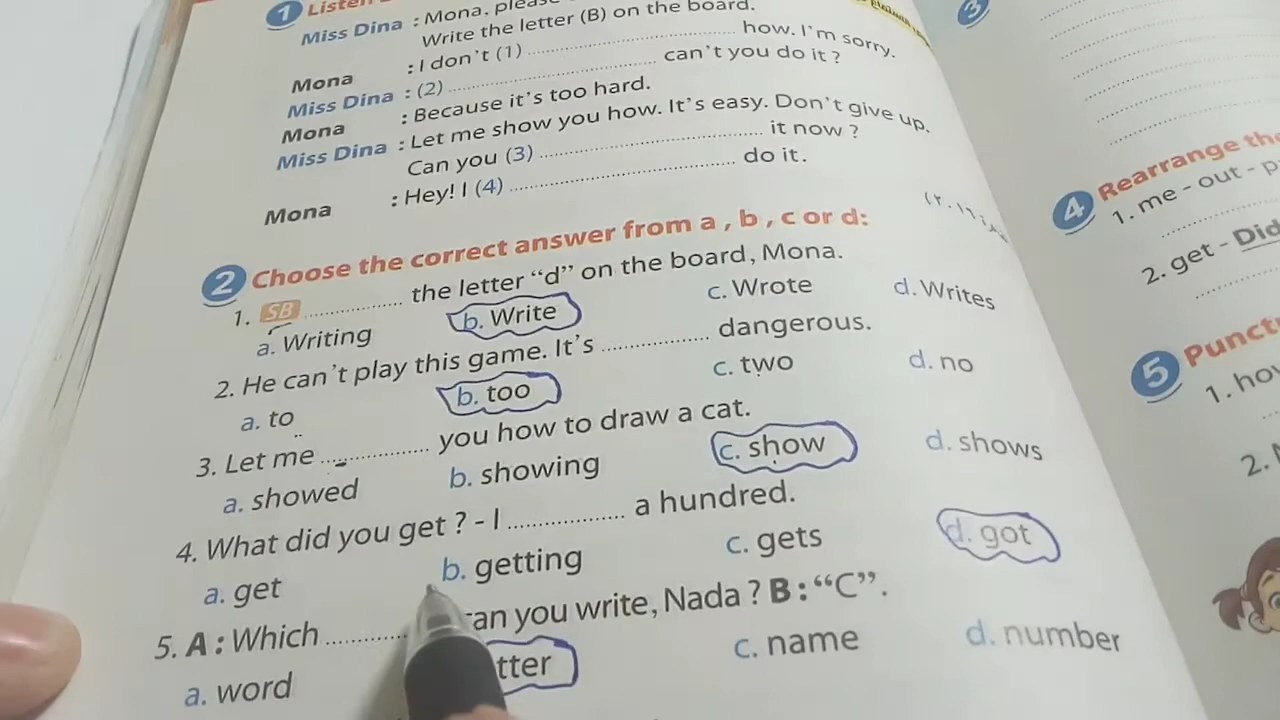 1 Listen
Miss Dina : Mona, please
Write the letter (B) on the board.
Mona : I don't (1) .............................. how. I'm sorry.
Miss Dina : (2) .............................. can't you do it ?
Mona : Because it's too hard.
Miss Dina : Let me show you how. It's easy. Don't give up.
Can you (3) .............................. it now ?
Mona : Hey! I (4) .............................. do it.
2 Choose the correct answer from a , b , c or d:
1. SB ............... the letter "d" on the board, Mona.
a. Writing b. Write c. Wrote d. Writes
2. He can't play this game. It's ............... dangerous.
a. to b. too c. two d. no
3. Let me ............... you how to draw a cat.
a. showed b. showing c. show d. shows
4. What did you get ? - I ............... a hundred.
a. get b. getting c. gets d. got
5. A : Which ............... can you write, Nada ? B : "C".
a. word tter c. name d. number
3
4 Rearrange the
1. me - out - p
2. get - Did
5 Punct
1. ho
2.